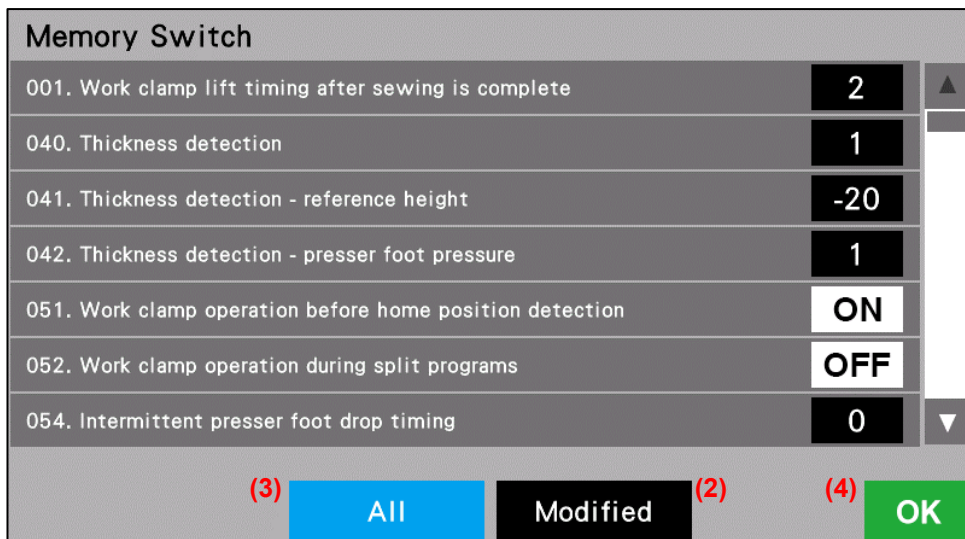 Memory Switch
001. Work clamp lift timing after sewing is complete 2
040. Thickness detection 1
041. Thickness detection - reference height -20
042. Thickness detection - presser foot pressure 1
051. Work clamp operation before home position detection ON
052. Work clamp operation during split programs OFF
054. Intermittent presser foot drop timing 0
(3) All Modified (2) (4) OK